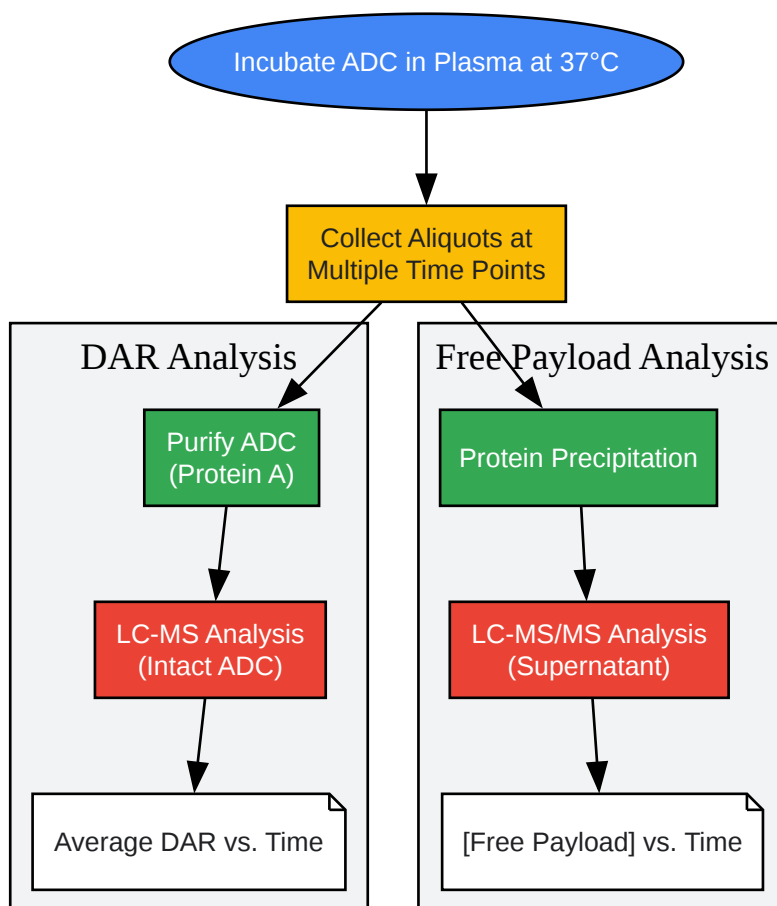 Incubate ADC in Plasma at 37°C
Collect Aliquots at
Multiple Time Points
DAR Analysis
Purify ADC
(Protein A)
LC-MS Analysis
(Intact ADC)
Average DAR vs. Time
Free Payload Analysis
Protein Precipitation
LC-MS/MS Analysis
(Supernatant)
[Free Payload] vs. Time